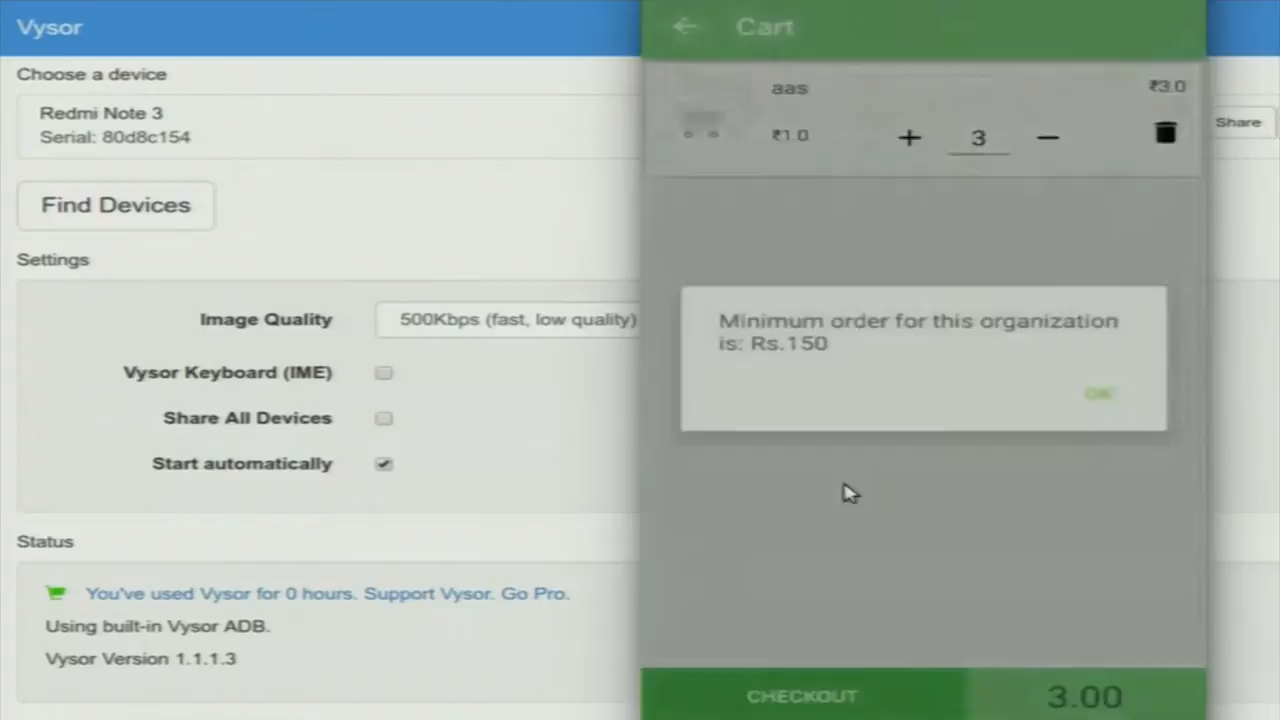 Vysor
Choose a device
Redmi Note 3
Serial: 80d8c154
Find Devices
Settings
Image Quality
500Kbps (fast, low quality)
Vysor Keyboard (IME)
Share All Devices
Start automatically
Status
You've used Vysor for 0 hours. Support Vysor. Go Pro.
Using built-in Vysor ADB.
Vysor Version 1.1.1.3
Cart
aas
₹3.0
₹1.0
+ 3 −
Share
Minimum order for this organization
is: Rs.150
OK
CHECKOUT
3.00